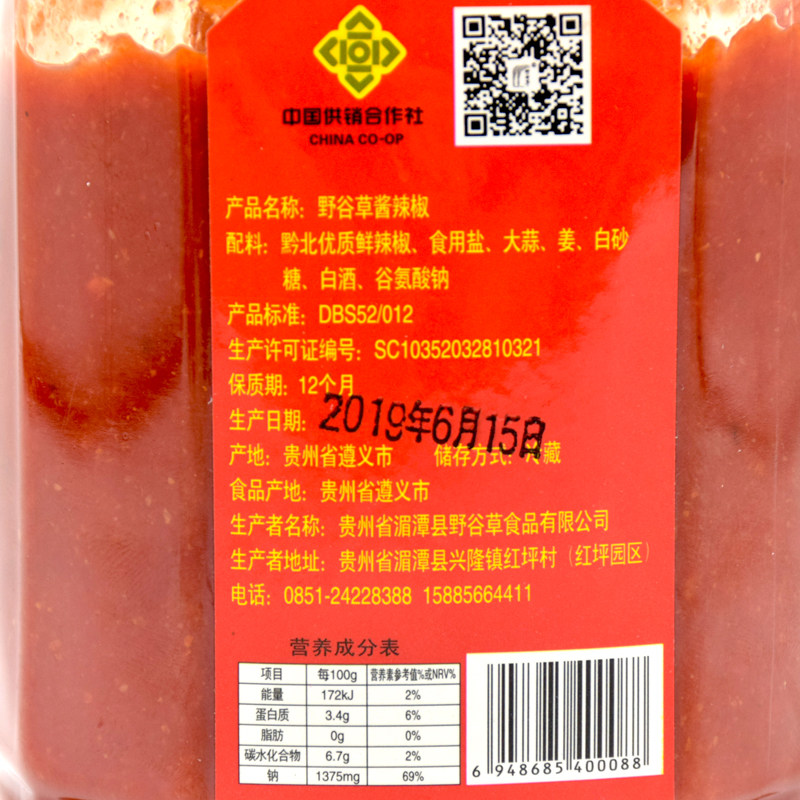 中国供销合作社
CHINA CO-OP
产品名称：野谷草酱辣椒
配料：黔北优质鲜辣椒、食用盐、大蒜、姜、白砂
糖、白酒、谷氨酸钠
产品标准：DBS52/012
生产许可证编号：SC10352032810321
保质期：12个月
生产日期：2019年6月15日
产地：贵州省遵义市 储存方式：冷藏
食品产地：贵州省遵义市
生产者名称：贵州省湄潭县野谷草食品有限公司
生产者地址：贵州省湄潭县兴隆镇红坪村（红坪园区）
电话：0851-24228388 15885664411
营养成分表
项目 每100g 营养素参考值%或NRV%
能量 172kJ 2%
蛋白质 3.4g 6%
脂肪 0g 0%
碳水化合物 6.7g 2%
钠 1375mg 69%
6 948685 400088